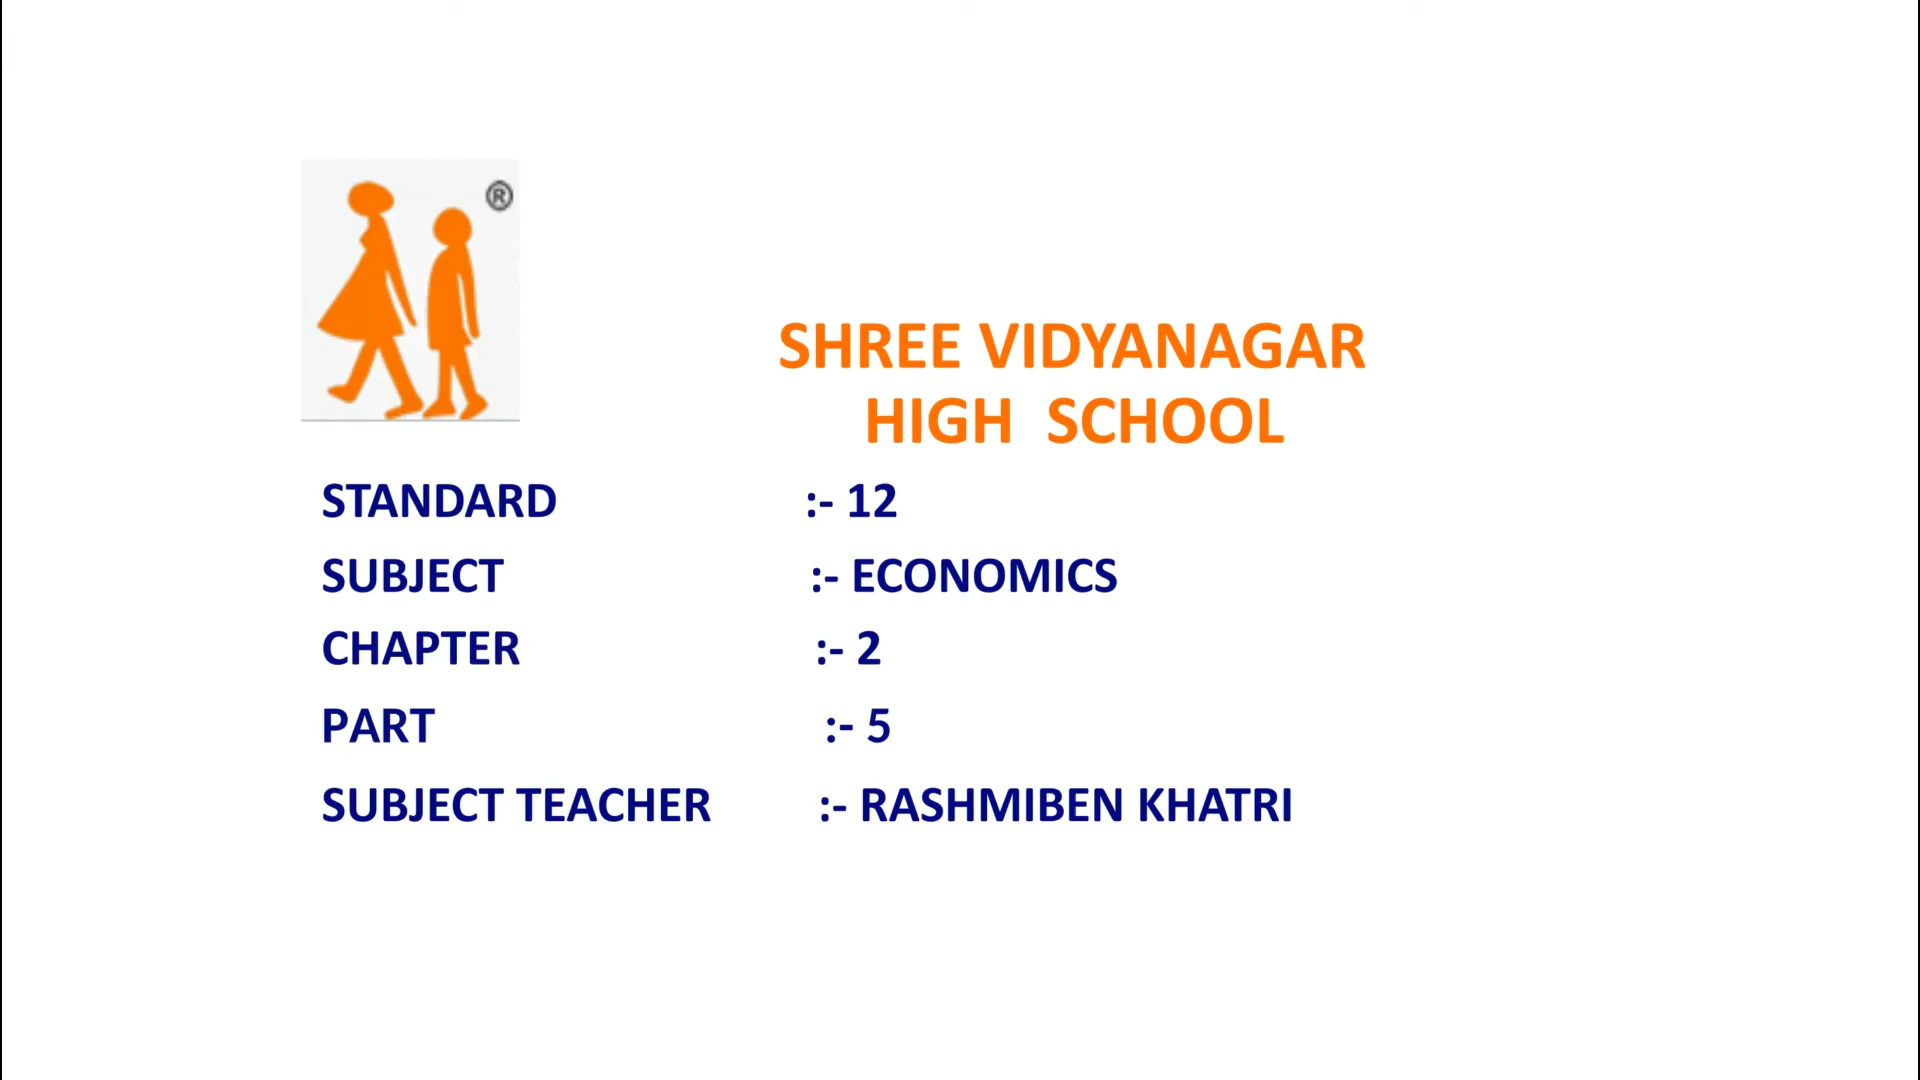 ®
SHREE VIDYANAGAR
HIGH SCHOOL
STANDARD :- 12
SUBJECT :- ECONOMICS
CHAPTER :- 2
PART :- 5
SUBJECT TEACHER :- RASHMIBEN KHATRI